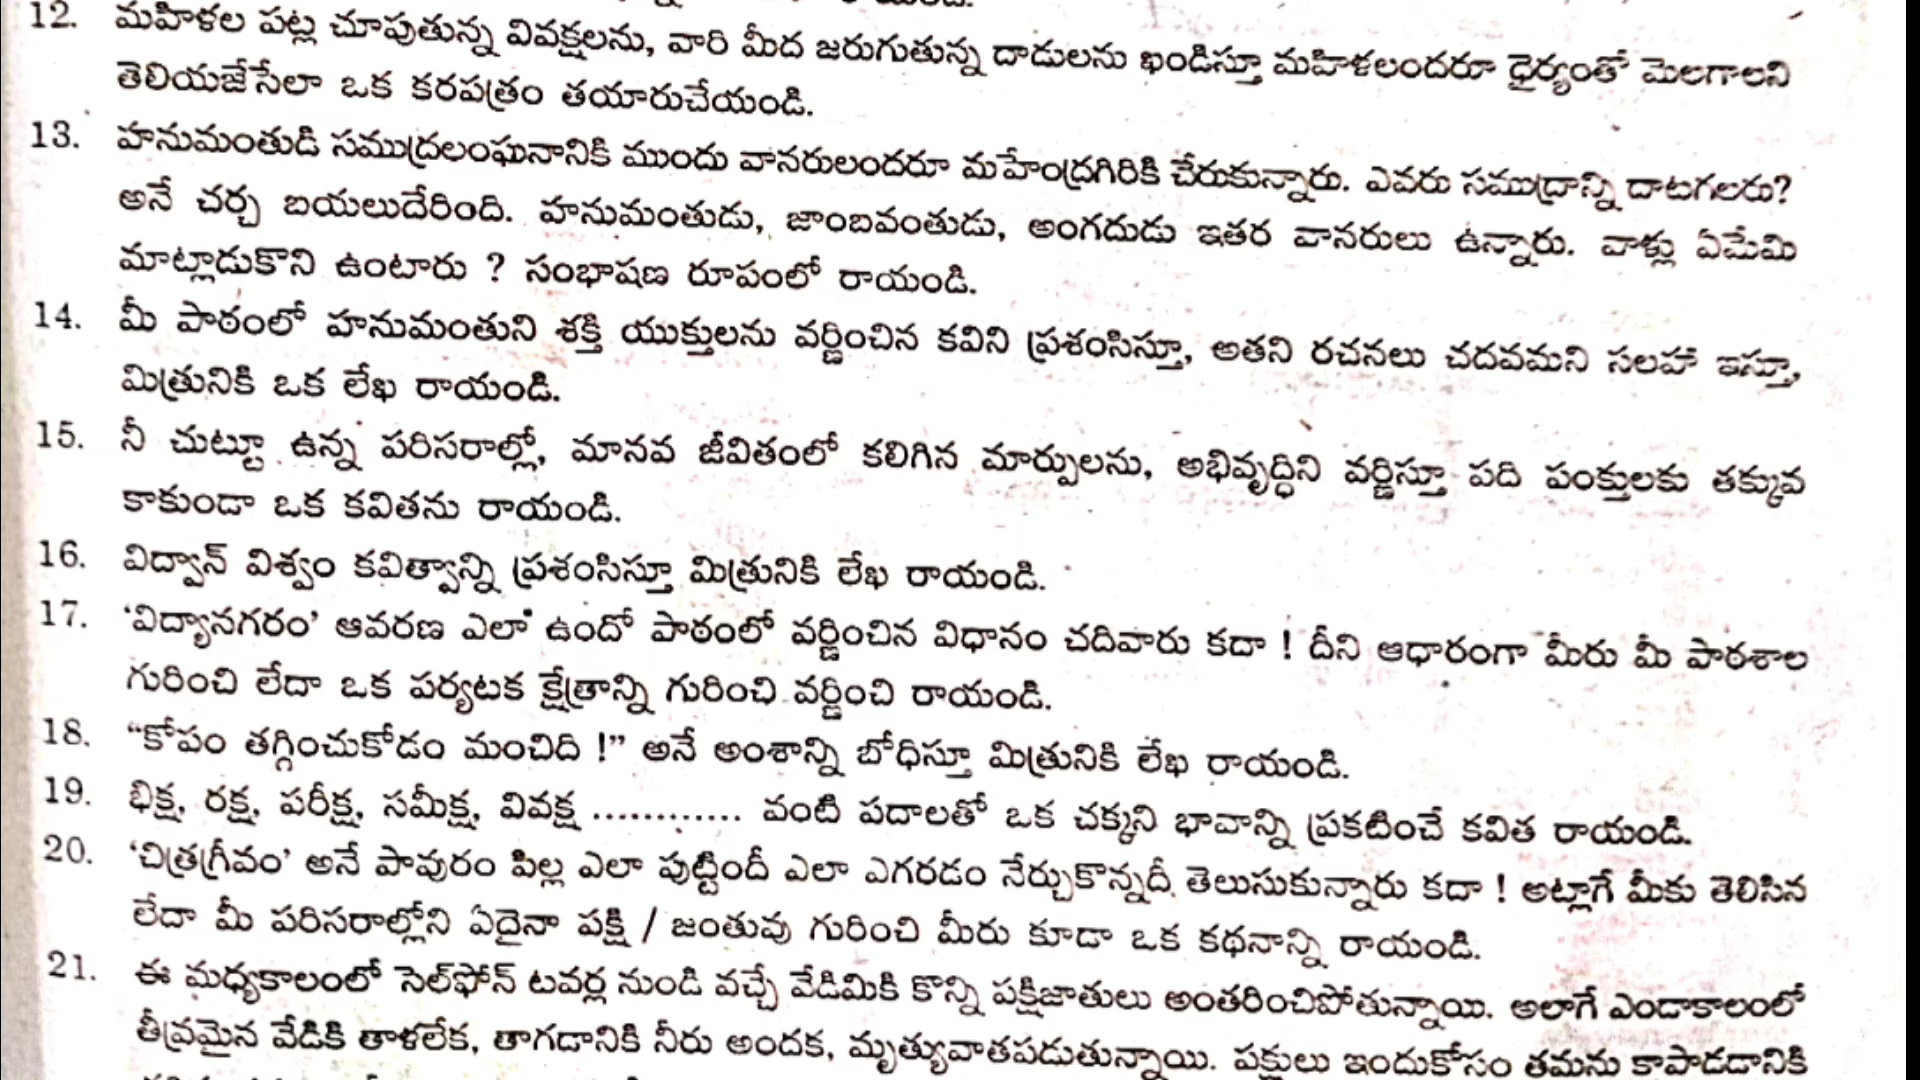 12. మహిళల పట్ల చూపుతున్న వివక్షలను, వారి మీద జరుగుతున్న దాడులను ఖండిస్తూ మహిళలందరూ ధైర్యంతో మెలగాలని
తెలియజేసేలా ఒక కరపత్రం తయారుచేయండి.
13. హనుమంతుడి సముద్రలంఘనానికి ముందు వానరులందరూ మహేంద్రగిరికి చేరుకున్నారు. ఎవరు సముద్రాన్ని దాటగలరు?
అనే చర్చ బయలుదేరింది. హనుమంతుడు, జాంబవంతుడు, అంగదుడు ఇతర వానరులు ఉన్నారు. వాళ్లు ఏమేమి
మాట్లాడుకొని ఉంటారు ? సంభాషణ రూపంలో రాయండి.
14. మీ పాఠంలో హనుమంతుని శక్తి యుక్తులను వర్ణించిన కవిని ప్రశంసిస్తూ, అతని రచనలు చదవమని సలహా ఇస్తూ,
మిత్రునికి ఒక లేఖ రాయండి.
15. నీ చుట్టూ ఉన్న పరిసరాల్లో, మానవ జీవితంలో కలిగిన మార్పులను, అభివృద్ధిని వర్ణిస్తూ పది పంక్తులకు తక్కువ
కాకుండా ఒక కవితను రాయండి.
16. విద్వాన్ విశ్వం కవిత్వాన్ని ప్రశంసిస్తూ మిత్రునికి లేఖ రాయండి.
17. ‘విద్యానగరం’ ఆవరణ ఎలా ఉందో పాఠంలో వర్ణించిన విధానం చదివారు కదా ! దీని ఆధారంగా మీరు మీ పాఠశాల
గురించి లేదా ఒక పర్యటక క్షేత్రాన్ని గురించి వర్ణించి రాయండి.
18. “కోపం తగ్గించుకోడం మంచిది !” అనే అంశాన్ని బోధిస్తూ మిత్రునికి లేఖ రాయండి.
19. భిక్ష, రక్ష, పరీక్ష, సమీక్ష, వివక్ష ............ వంటి పదాలతో ఒక చక్కని భావాన్ని ప్రకటించే కవిత రాయండి.
20. ‘చిత్రగ్రీవం’ అనే పావురం పిల్ల ఎలా పుట్టిందీ ఎలా ఎగరడం నేర్చుకొన్నదీ తెలుసుకున్నారు కదా ! అట్లాగే మీకు తెలిసిన
లేదా మీ పరిసరాల్లోని ఏదైనా పక్షి / జంతువు గురించి మీరు కూడా ఒక కథనాన్ని రాయండి.
21. ఈ మధ్యకాలంలో సెల్‌ఫోన్ టవర్ల నుండి వచ్చే వేడిమికి కొన్ని పక్షిజాతులు అంతరించిపోతున్నాయి. అలాగే ఎండాకాలంలో
తీవ్రమైన వేడికి తాళలేక, తాగడానికి నీరు అందక, మృత్యువాతపడుతున్నాయి. పక్షులు ఇందుకోసం తమను కాపాడడానికి